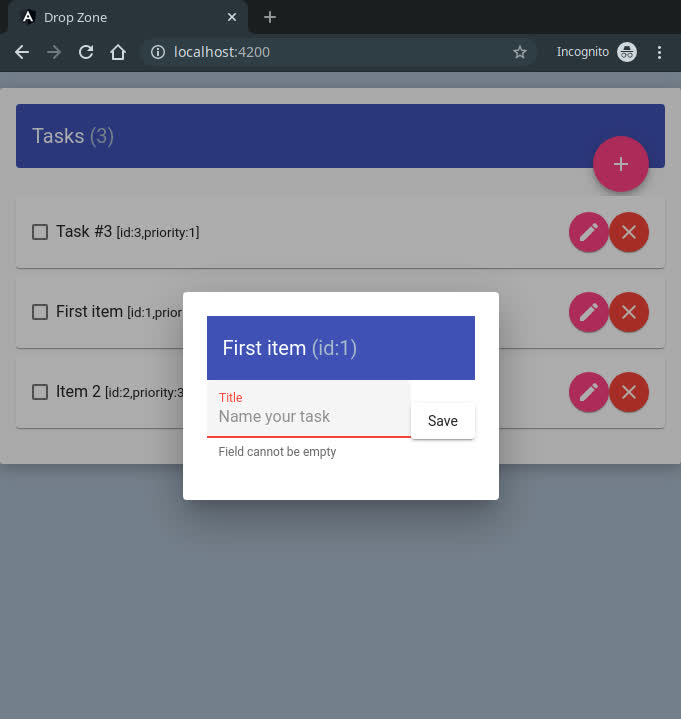 Drop Zone
localhost:4200
Incognito
Tasks (3)
Task #3 [id:3,priority:1]
First item [id:1,prior
Item 2 [id:2,priority:3
First item (id:1)
Title
Name your task
Save
Field cannot be empty